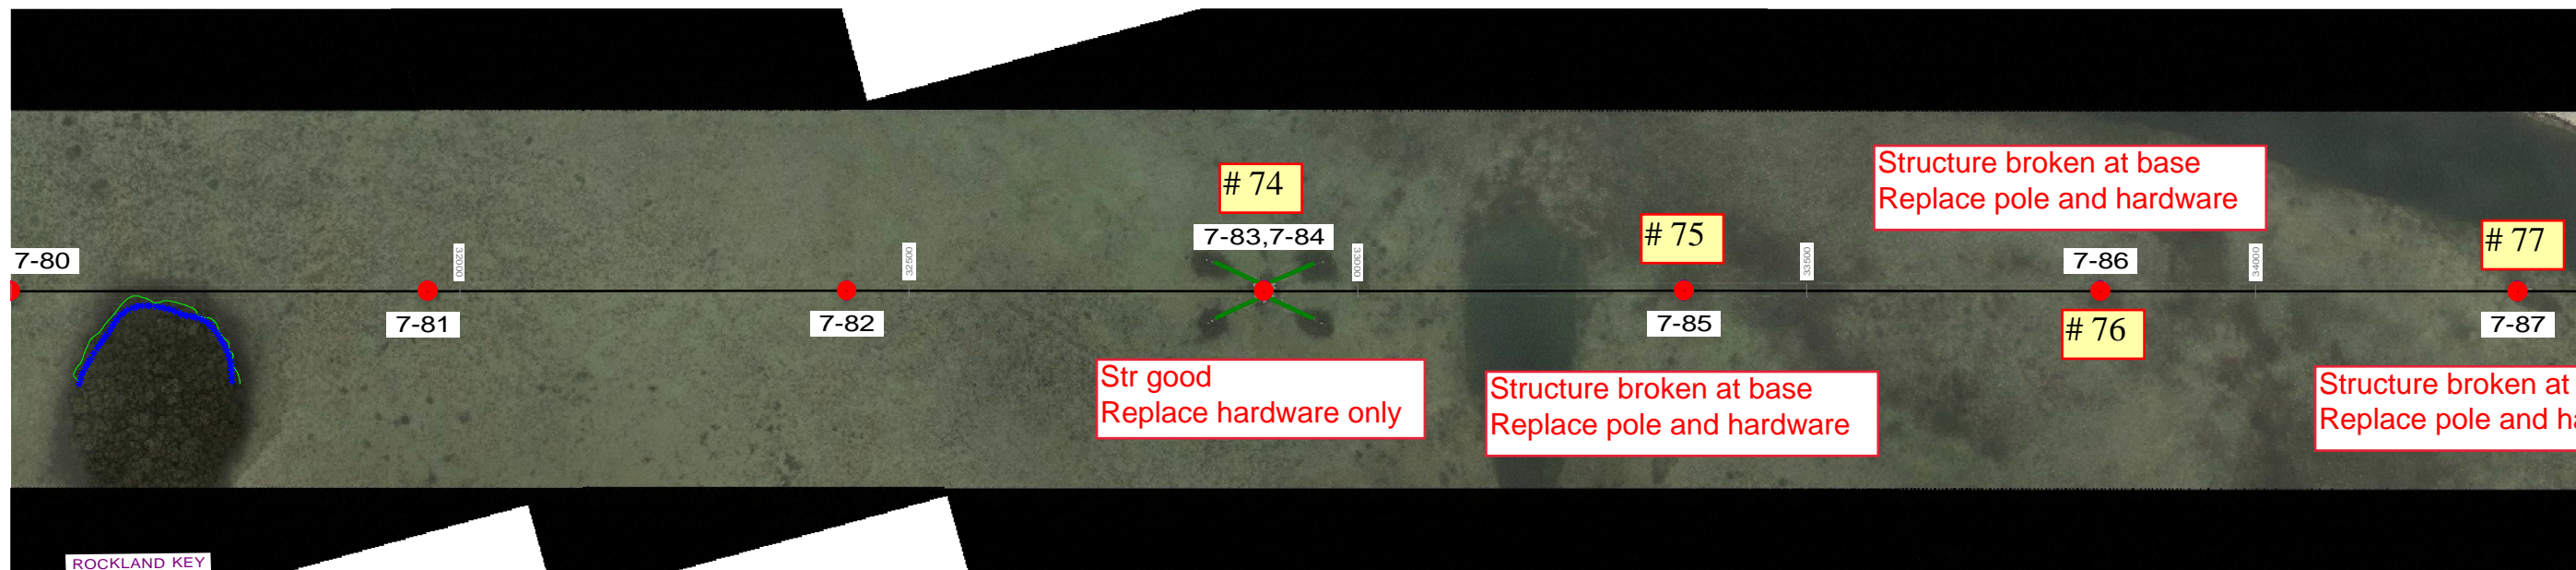 Structure broken at base
Replace pole and hardware
# 74
# 75
# 77
7-80
32000
32500
7-83,7-84
33000
33500
7-86
34000
7-81
7-82
7-85
# 76
7-87
Str good
Replace hardware only
Structure broken at base
Replace pole and hardware
Structure broken at
Replace pole and
ROCKLAND KEY